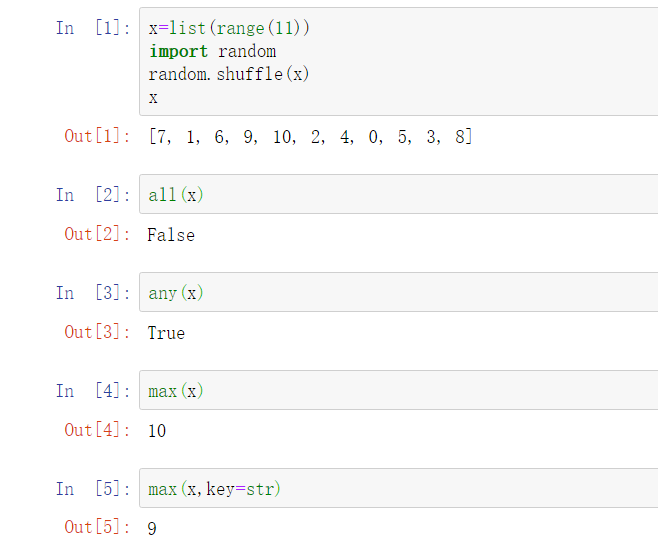 In [1]: x=list(range(11))
import random
random.shuffle(x)
x
Out[1]: [7, 1, 6, 9, 10, 2, 4, 0, 5, 3, 8]
In [2]: all(x)
Out[2]: False
In [3]: any(x)
Out[3]: True
In [4]: max(x)
Out[4]: 10
In [5]: max(x,key=str)
Out[5]: 9